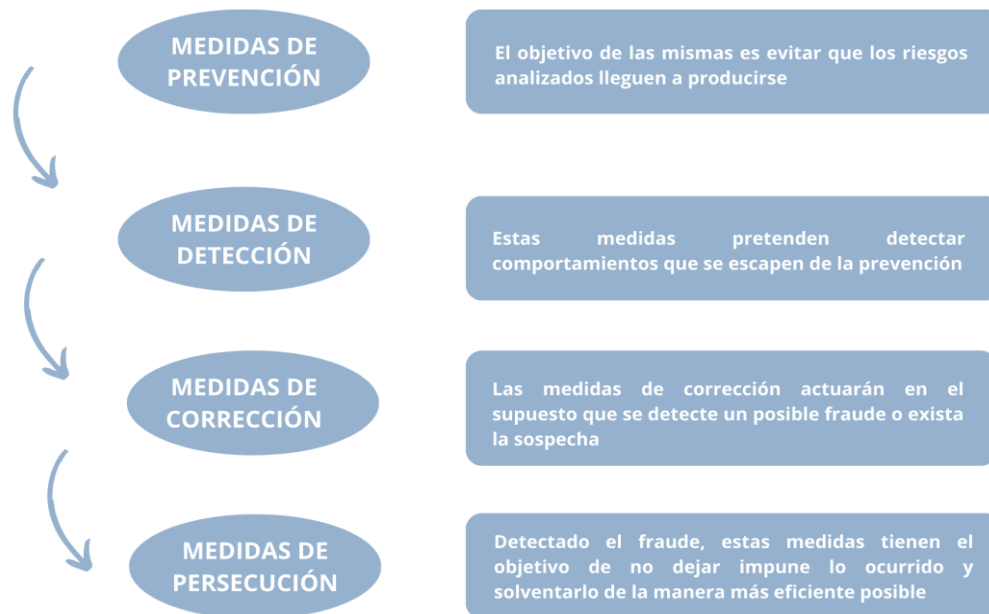 MEDIDAS DE
PREVENCIÓN
El objetivo de las mismas es evitar que los riesgos
analizados lleguen a producirse
MEDIDAS DE
DETECCIÓN
Estas medidas pretenden detectar
comportamientos que se escapen de la prevención
MEDIDAS DE
CORRECCIÓN
Las medidas de corrección actuarán en el
supuesto que se detecte un posible fraude o exista
la sospecha
MEDIDAS DE
PERSECUCIÓN
Detectado el fraude, estas medidas tienen el
objetivo de no dejar impune lo ocurrido y
solventarlo de la manera más eficiente posible